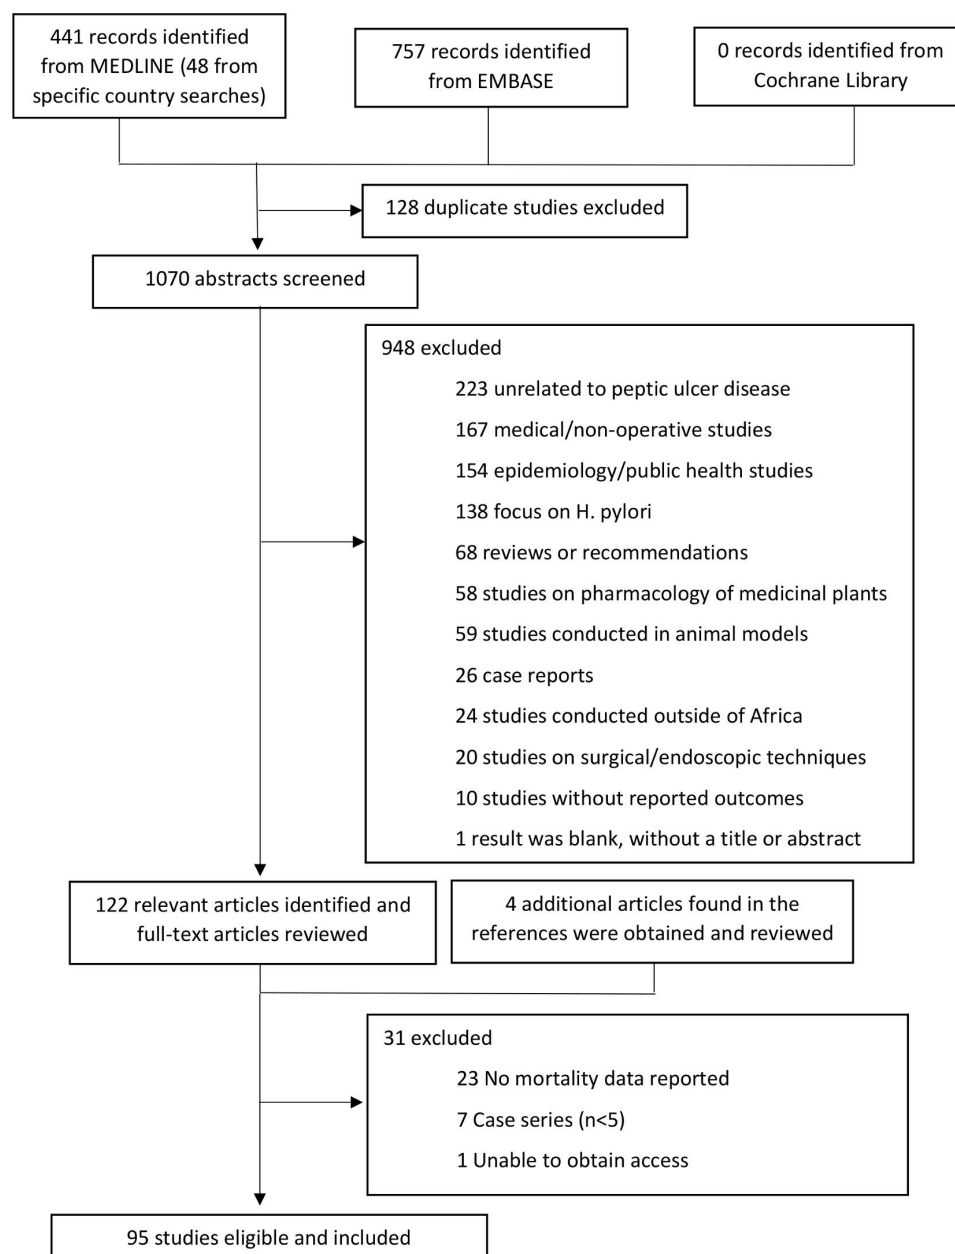 441 records identified
from MEDLINE (48 from
specific country searches)
757 records identified
from EMBASE
0 records identified from
Cochrane Library
128 duplicate studies excluded
1070 abstracts screened
948 excluded
223 unrelated to peptic ulcer disease
167 medical/non-operative studies
154 epidemiology/public health studies
138 focus on H. pylori
68 reviews or recommendations
58 studies on pharmacology of medicinal plants
59 studies conducted in animal models
26 case reports
24 studies conducted outside of Africa
20 studies on surgical/endoscopic techniques
10 studies without reported outcomes
1 result was blank, without a title or abstract
122 relevant articles identified and
full-text articles reviewed
4 additional articles found in the
references were obtained and reviewed
31 excluded
23 No mortality data reported
7 Case series (n<5)
1 Unable to obtain access
95 studies eligible and included